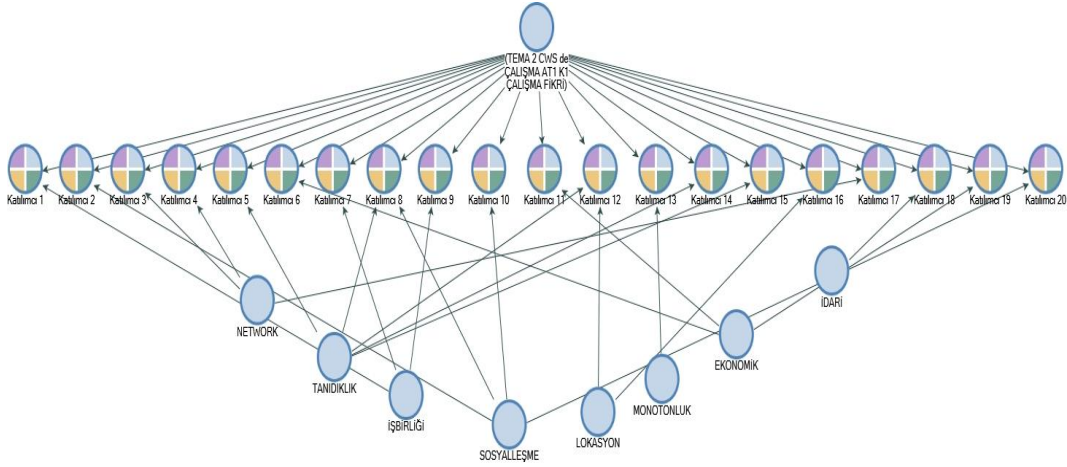 (TEMA 2 CWS de
ÇALIŞMA AT1 K1
ÇALIŞMA FİKRİ)
Katılımcı 1
Katılımcı 2
Katılımcı 3
Katılımcı 4
Katılımcı 5
Katılımcı 6
Katılımcı 7
Katılımcı 8
Katılımcı 9
Katılımcı 10
Katılımcı 11
Katılımcı 12
Katılımcı 13
Katılımcı 14
Katılımcı 15
Katılımcı 16
Katılımcı 17
Katılımcı 18
Katılımcı 19
Katılımcı 20
İDARİ
NETWORK
EKONOMİK
TANIDIKLIK
MONOTONLUK
İŞBİRLİĞİ
LOKASYON
SOSYALLEŞME